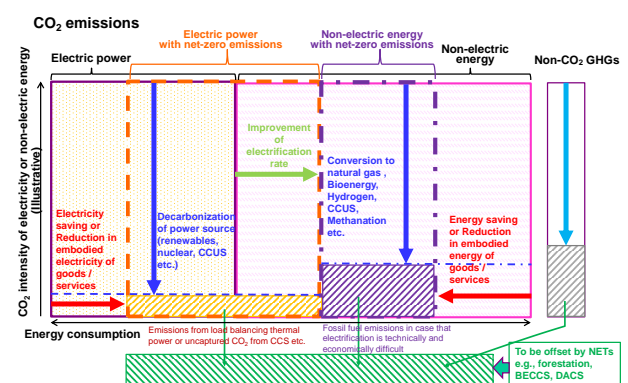 CO2 emissions
Electric power
with net-zero emissions
Non-electric energy
with net-zero emissions
Electric power
Non-electric
energy
Non-CO2 GHGs
CO2 intensity of electricity or non-electric energy
(Illustrative)
Improvement
of
electrification
rate
Conversion to
natural gas ,
Bioenergy,
Hydrogen,
CCUS,
Methanation
etc.
Electricity
saving or
Reduction in
embodied
electricity of
goods /
services
Decarbonization
of power source
(renewables,
nuclear, CCUS
etc.)
Energy saving
or Reduction
in embodied
energy of
goods /
services
Energy consumption
Emissions from load balancing thermal
power or uncaptured CO2 from CCS etc.
Fossil fuel emissions in case that
electrification is technically and
economically difficult
To be offset by NETs
e.g., forestation,
BECCS, DACS